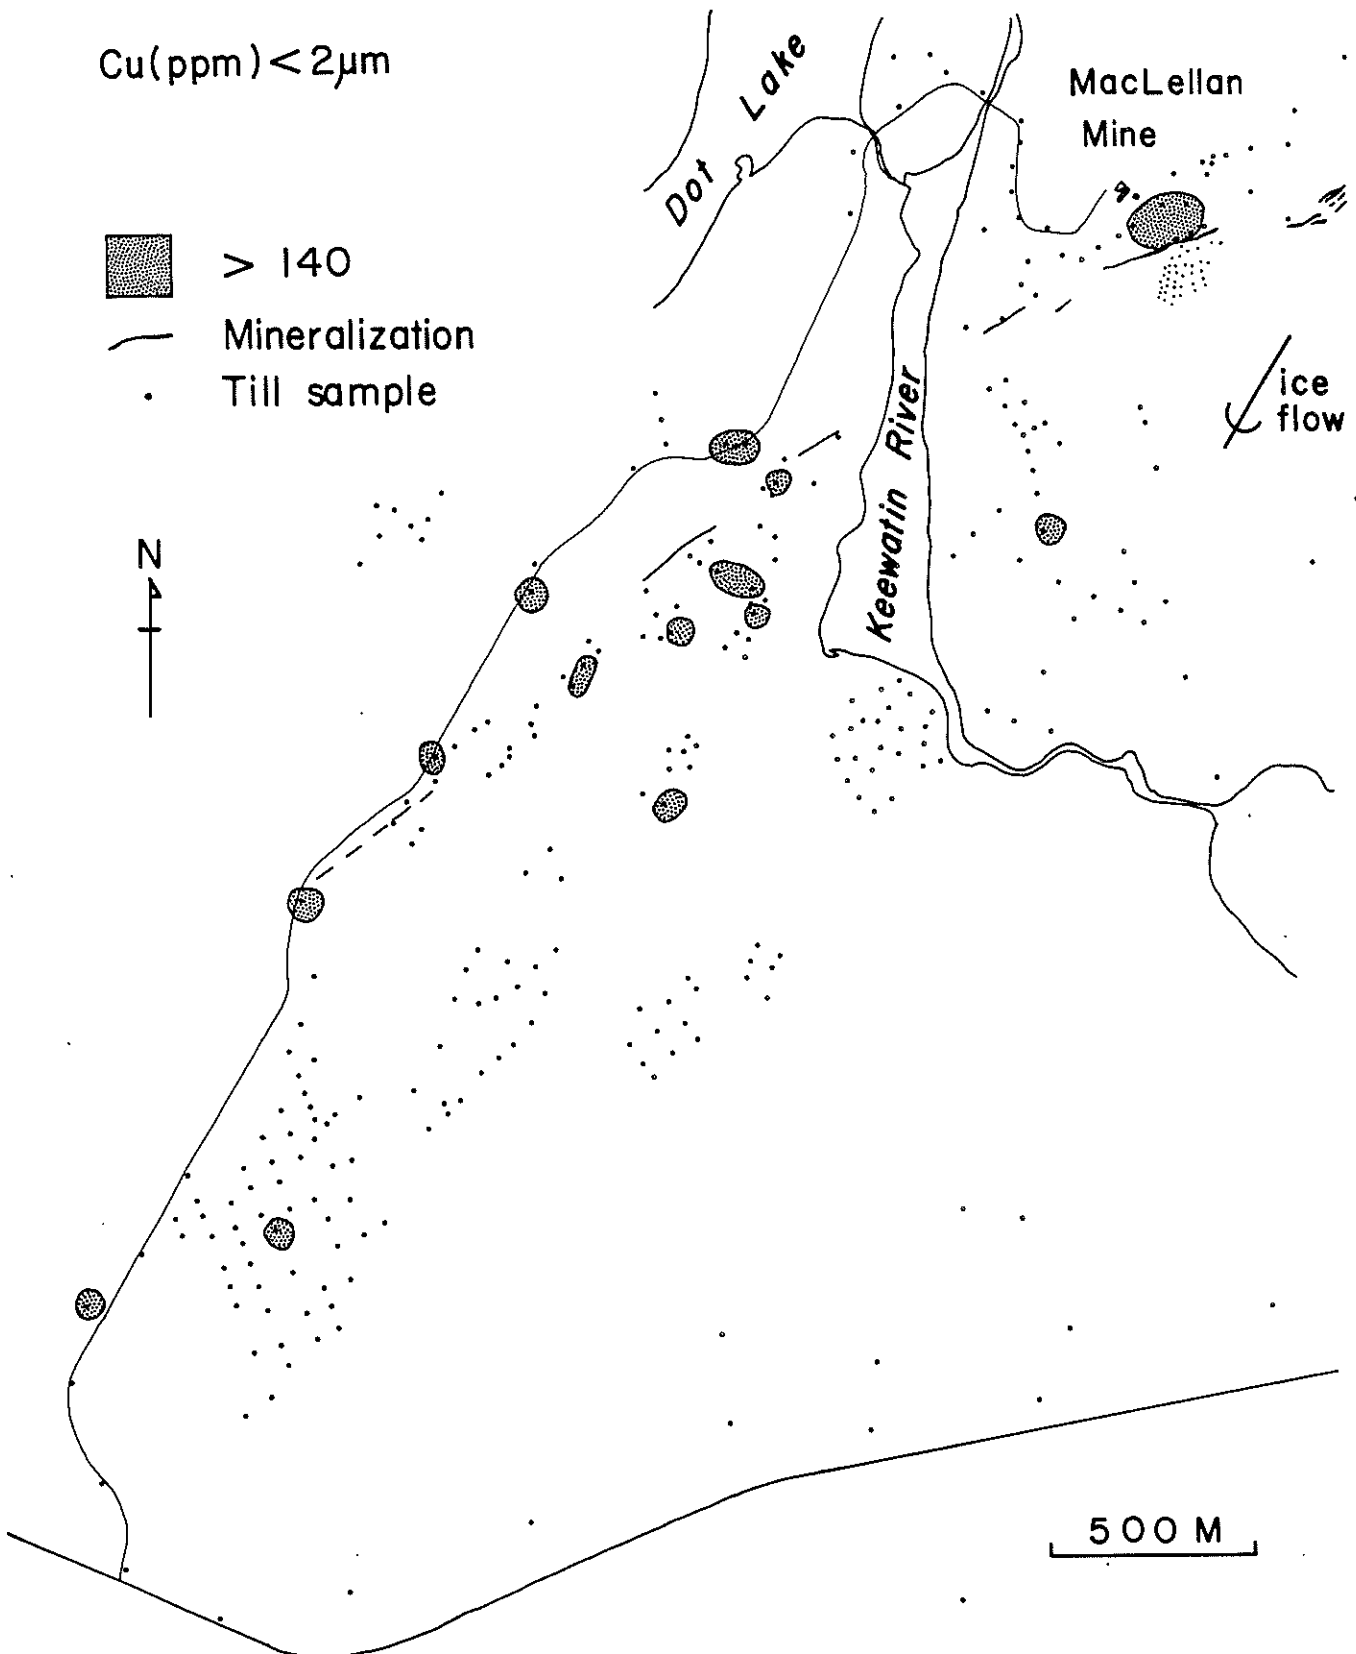 Cu(ppm) < 2µm
Dot Lake
MacLellan
Mine
> 140
Mineralization
Till sample
ice
flow
Keewatin River
N
500 M